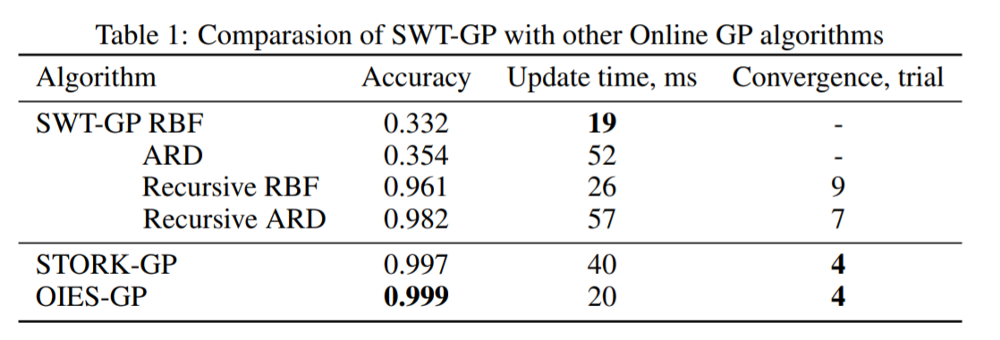 Table 1: Comparasion of SWT-GP with other Online GP algorithms
Algorithm Accuracy Update time, ms Convergence, trial
SWT-GP RBF 0.332 19 -
ARD 0.354 52 -
Recursive RBF 0.961 26 9
Recursive ARD 0.982 57 7
STORK-GP 0.997 40 4
OIES-GP 0.999 20 4